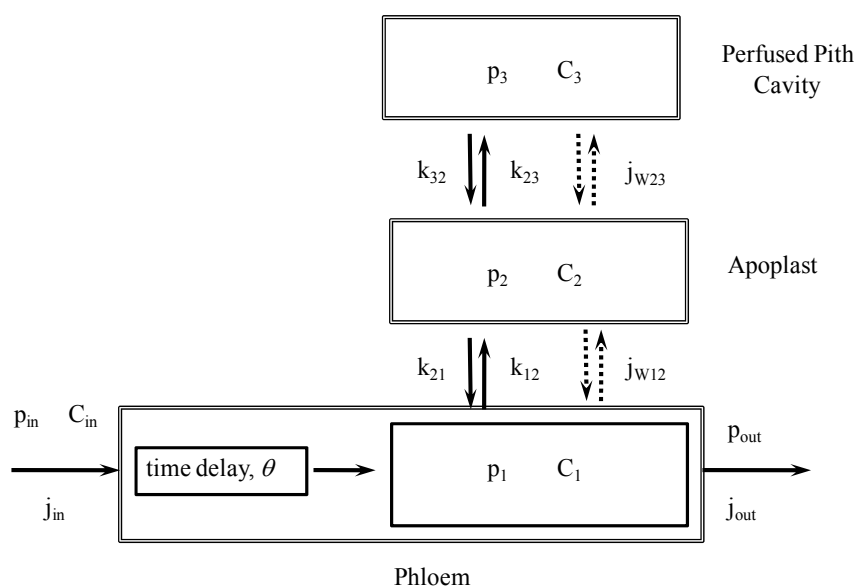 Perfused Pith
Cavity
p3 C3
k32 k23 jW23
Apoplast
p2 C2
k21 k12 jW12
pin Cin
time delay, θ
p1 C1
pout
jin
jout
Phloem